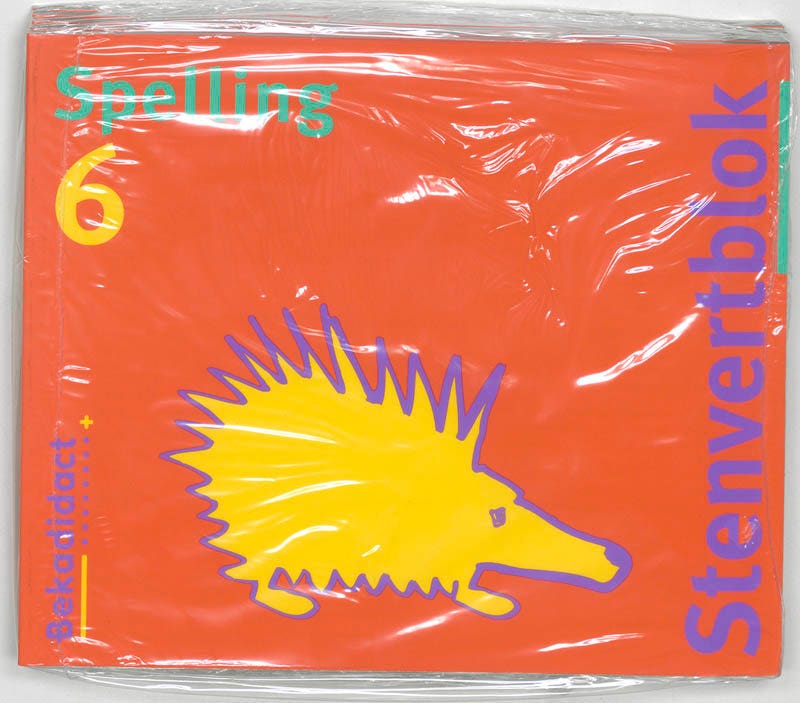 Spelling
6
Stenvertblok
Bekadidact